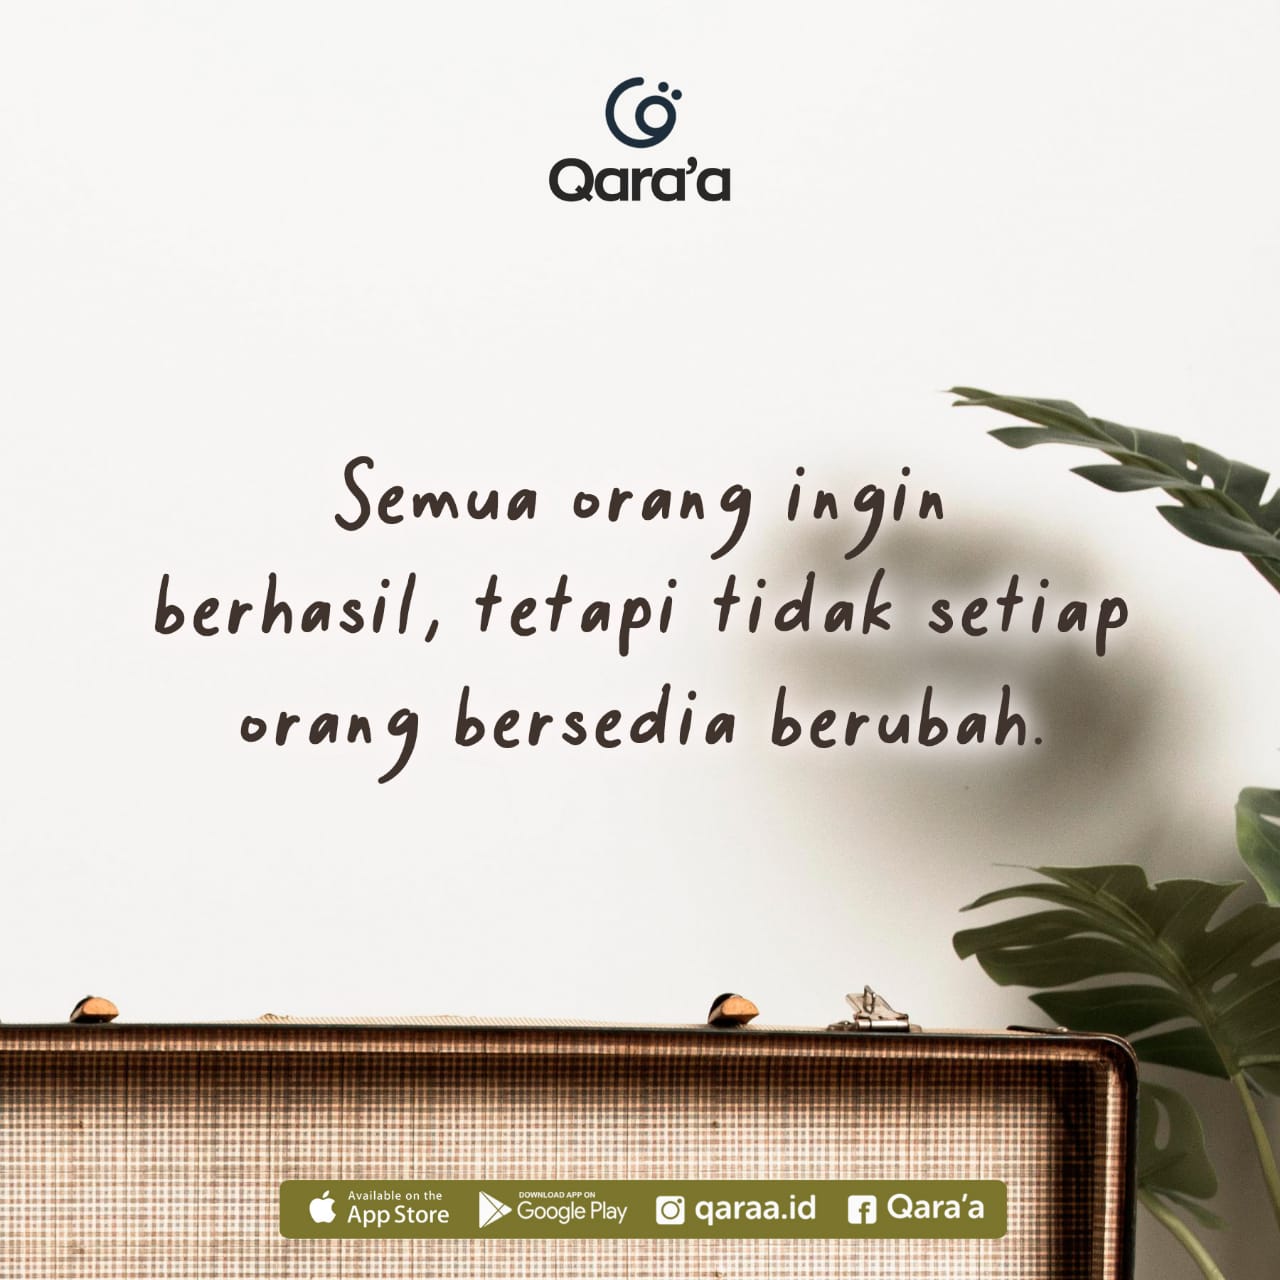 Qara'a
Semua orang ingin
berhasil, tetapi tidak setiap
orang bersedia berubah.
Available on the
App Store
DOWNLOAD APP ON
Google Play
qaraa.id
Qara'a